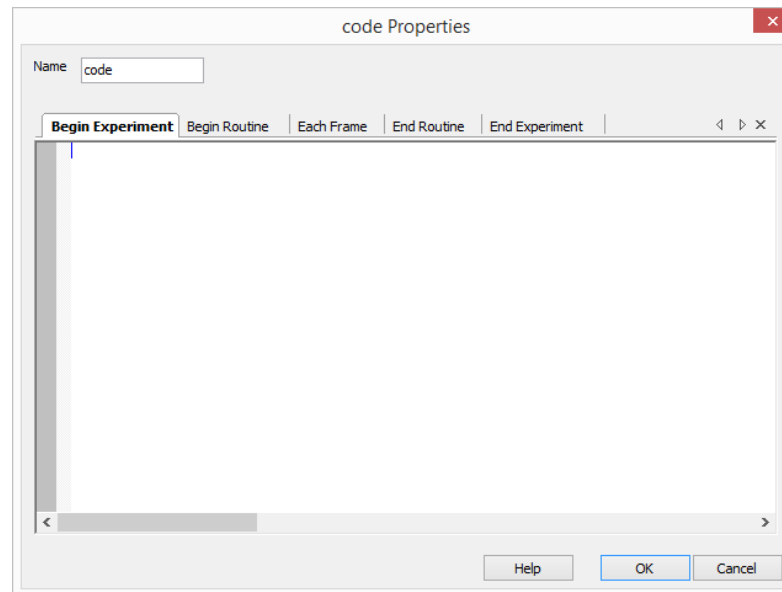 code Properties
Name code
Begin Experiment Begin Routine Each Frame End Routine End Experiment
Help OK Cancel